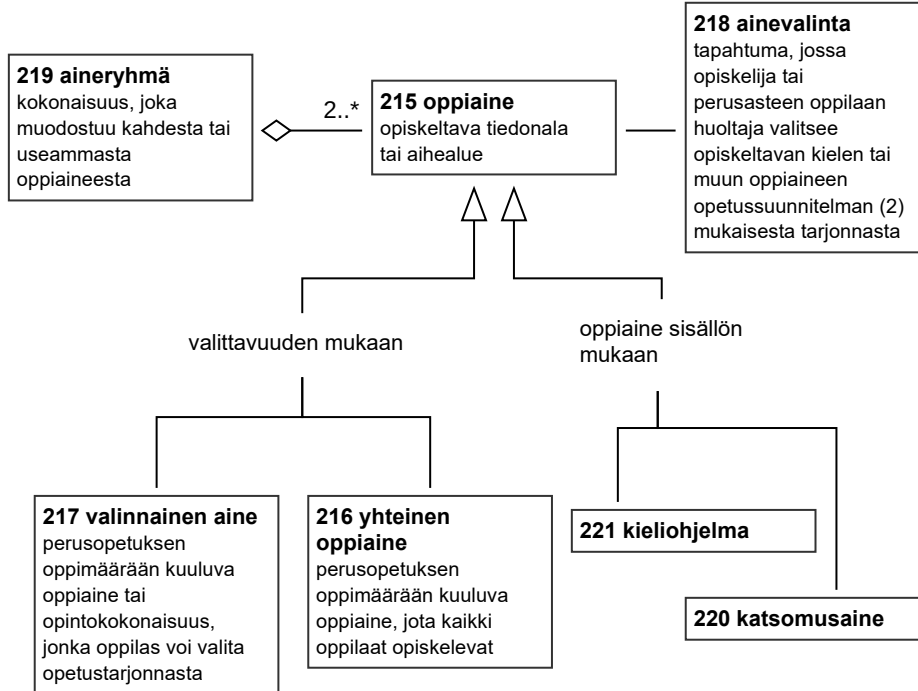 219 aineryhmä
kokonaisuus, joka
muodostuu kahdesta tai
useammasta
oppiaineesta
2..*
215 oppiaine
opiskeltava tiedonala
tai aihealue
218 ainevalinta
tapahtuma, jossa
opiskelija tai
perusasteen oppilaan
huoltaja valitsee
opiskeltavan kielen tai
muun oppiaineen
opetussuunnitelman (2)
mukaisesta tarjonnasta
valittavuuden mukaan
oppiaine sisällön
mukaan
217 valinnainen aine
perusopetuksen
oppimäärään kuuluva
oppiaine tai
opintokokonaisuus,
jonka oppilas voi valita
opetustarjonnasta
216 yhteinen
oppiaine
perusopetuksen
oppimäärään kuuluva
oppiaine, jota kaikki
oppilaat opiskelevat
221 kieliohjelma
220 katsomusaine